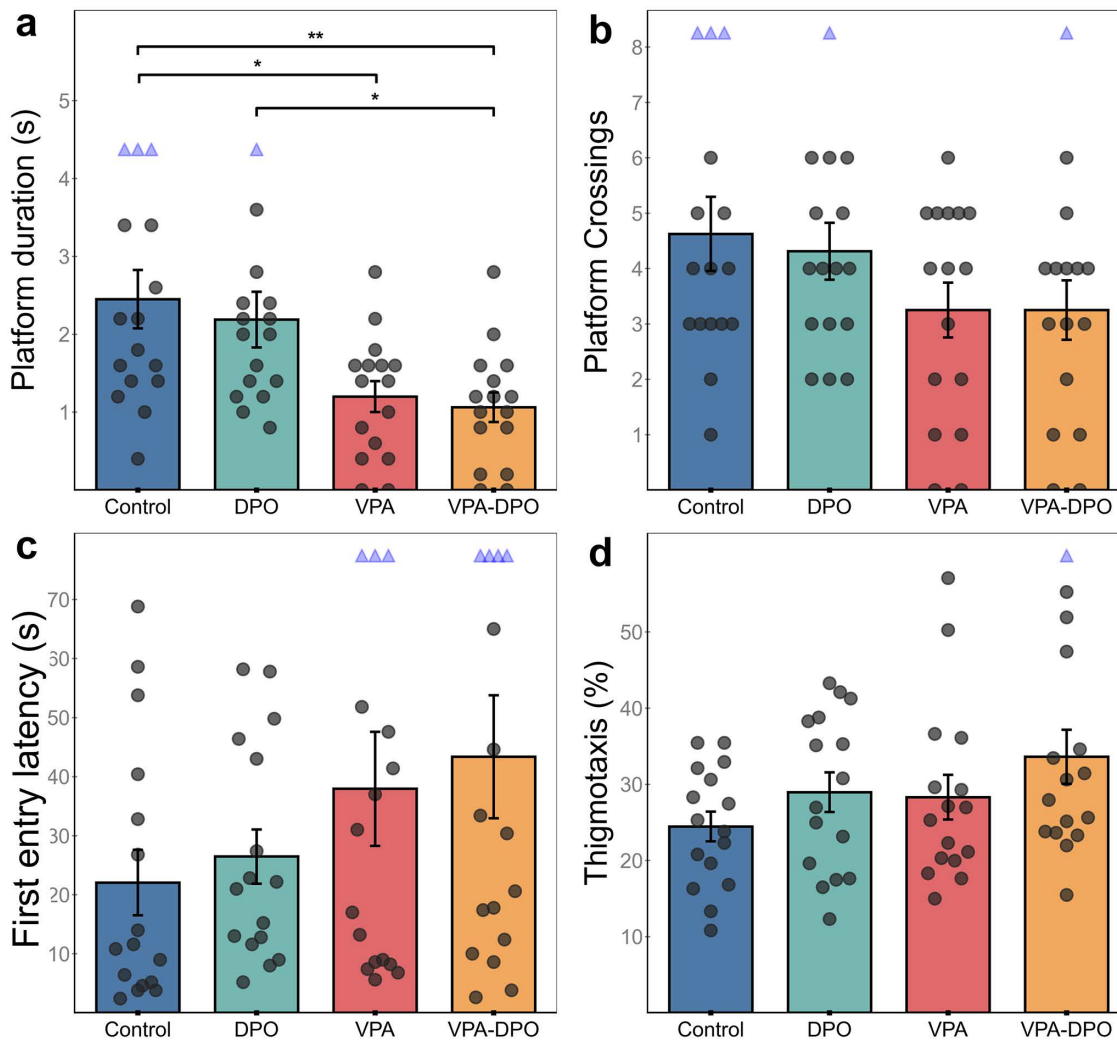 a
**
*
*
Platform duration (s)
5
4
3
2
1
Control DPO VPA VPA-DPO
b
Platform Crossings
8
7
6
5
4
3
2
1
Control DPO VPA VPA-DPO
c
First entry latency (s)
70
60
50
40
30
20
10
Control DPO VPA VPA-DPO
d
Thigmotaxis (%)
50
40
30
20
10
Control DPO VPA VPA-DPO